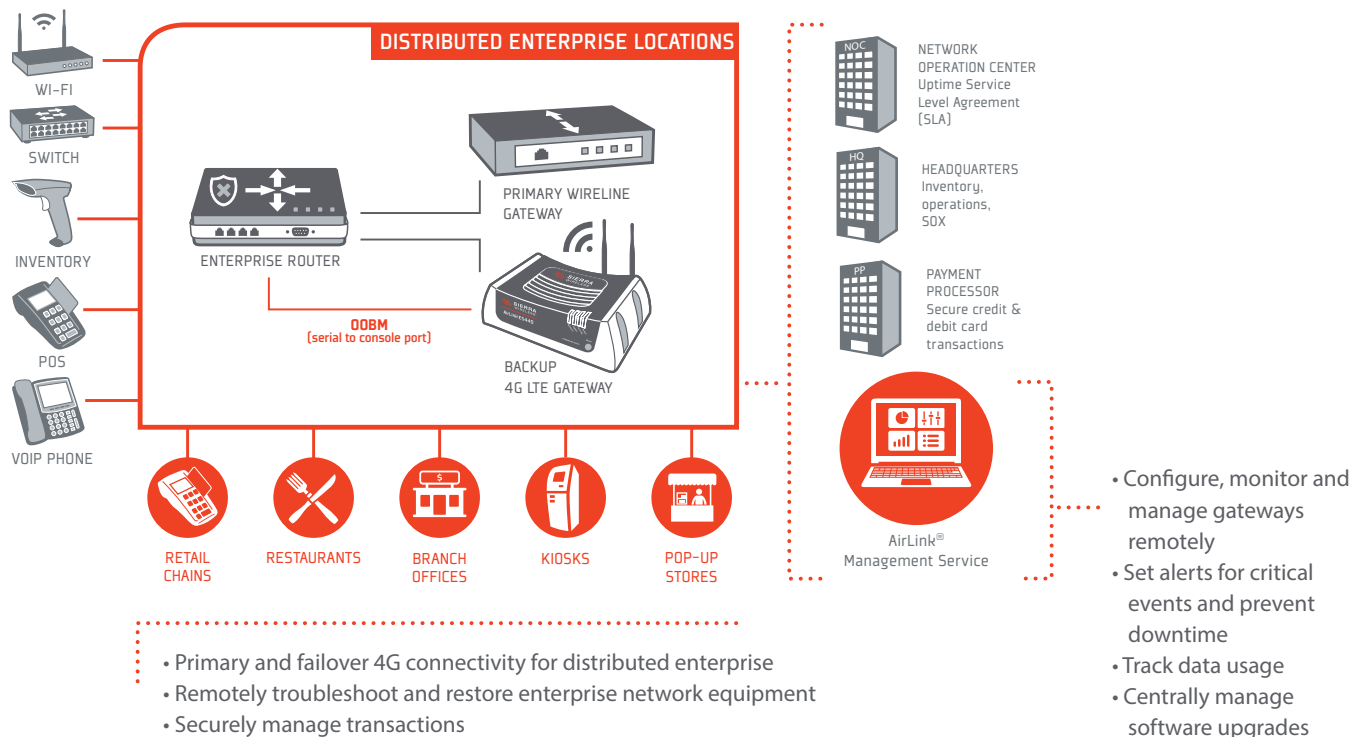 DISTRIBUTED ENTERPRISE LOCATIONS
WI-FI
SWITCH
INVENTORY
POS
VOIP PHONE
ENTERPRISE ROUTER
PRIMARY WIRELINE
GATEWAY
OOBM
(serial to console port)
SIERRA
WIRELESS
SIERRA
WIRELESS
BACKUP
4G LTE GATEWAY
RETAIL
CHAINS
RESTAURANTS
$
BRANCH
OFFICES
KIOSKS
POP-UP
STORES
NOC
NETWORK
OPERATION CENTER
Uptime Service
Level Agreement
(SLA)
HQ
HEADQUARTERS
Inventory,
operations,
SOX
PP
PAYMENT
PROCESSOR
Secure credit &
debit card
transactions
AirLink®
Management Service
• Configure, monitor and
manage gateways
remotely
• Set alerts for critical
events and prevent
downtime
• Track data usage
• Centrally manage
software upgrades
• Primary and failover 4G connectivity for distributed enterprise
• Remotely troubleshoot and restore enterprise network equipment
• Securely manage transactions